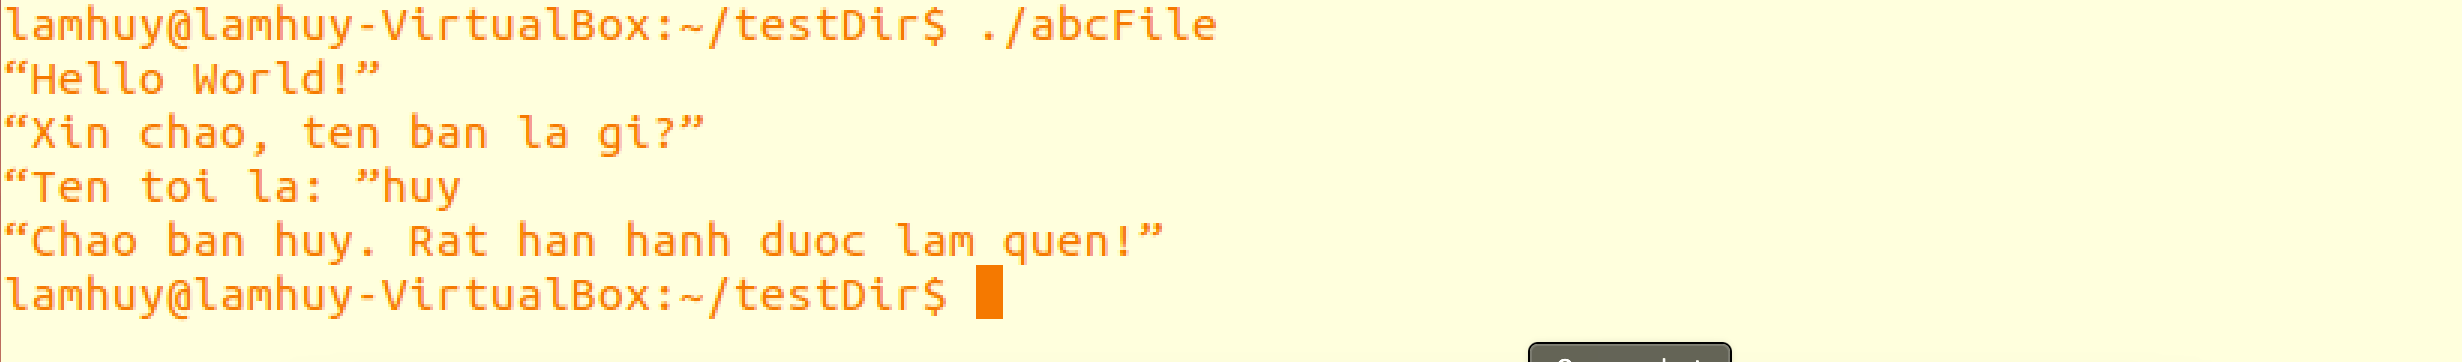 lamhuy@lamhuy-VirtualBox:~/testDir$ ./abcFile
“Hello World!”
“Xin chao, ten ban la gi?”
“Ten toi la: ”huy
“Chao ban huy. Rat han hanh duoc lam quen!”
lamhuy@lamhuy-VirtualBox:~/testDir$